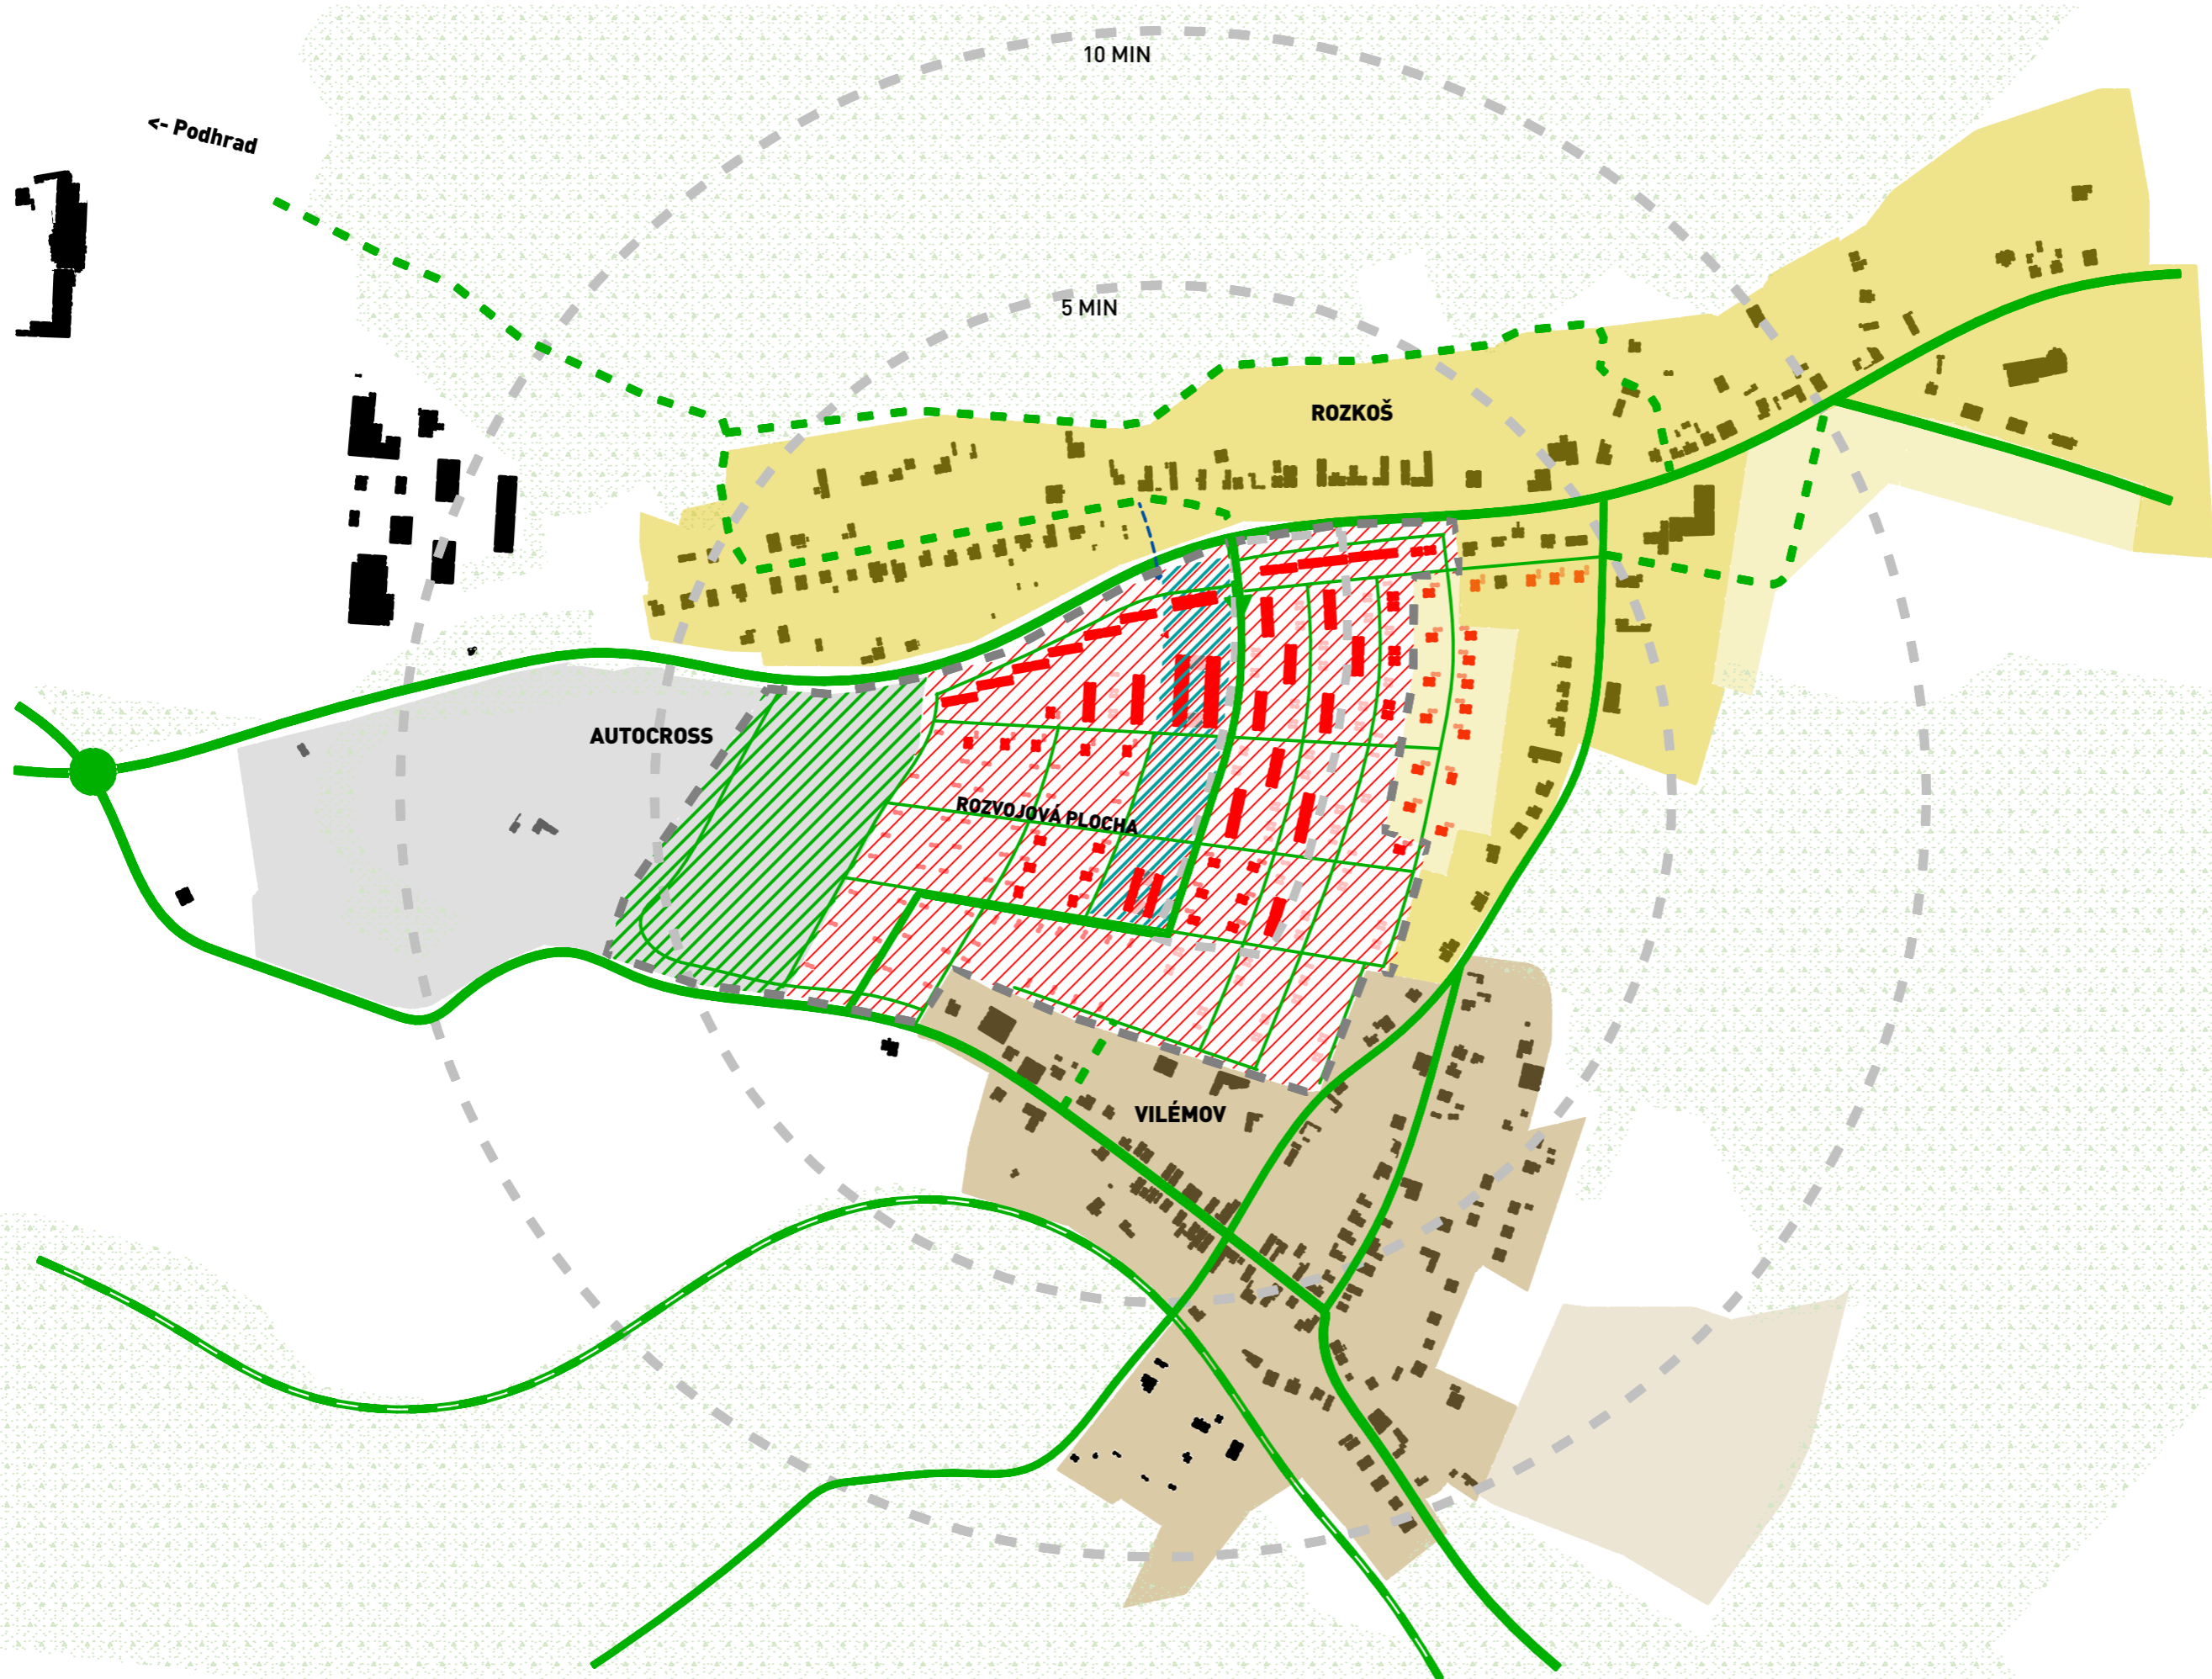 10 MIN
<- Podhrad
5 MIN
ROZKOŠ
AUTOCROSS
ROZVOJOVÁ PLOCHA
VILÉMOV